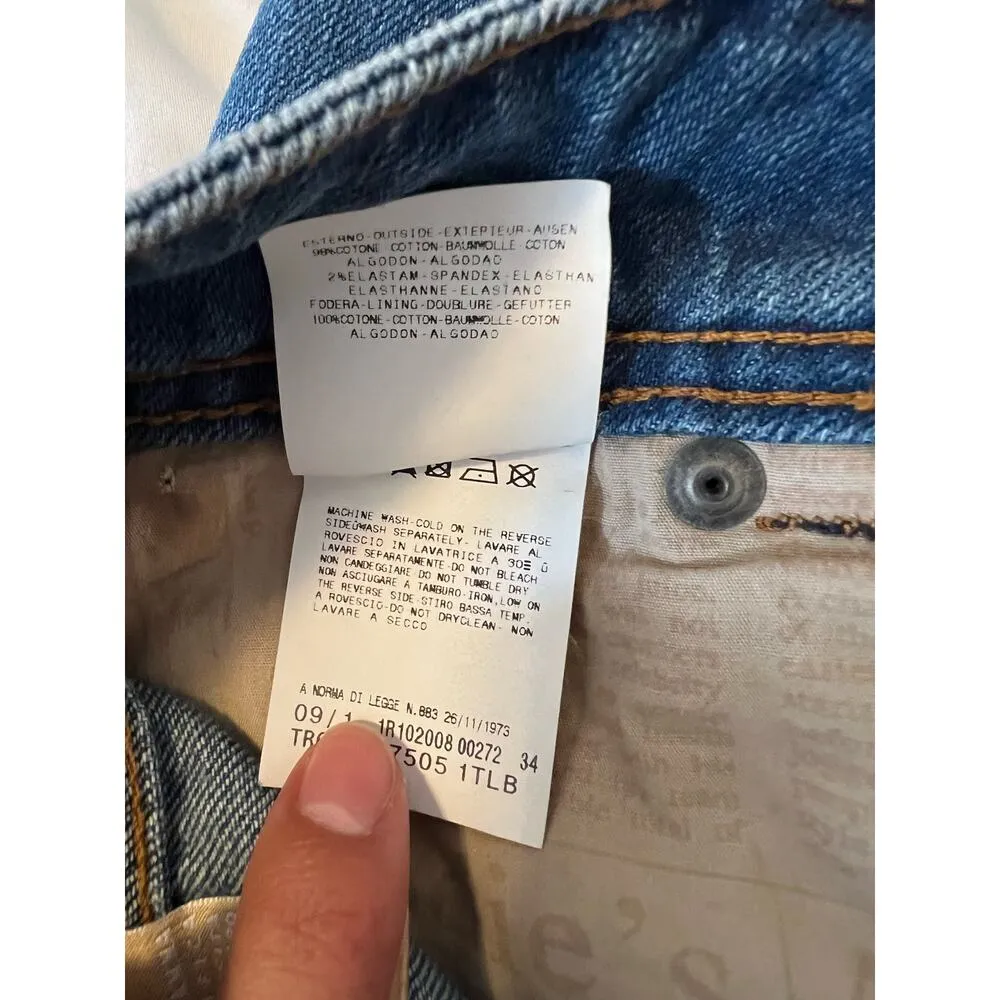 ESTERNO-OUTSIDE-EXTERIEUR-AUSEN
98%COTONE COTTON-BAUMWOLLE-COTON
ALGODON-ALGODAO
2%ELASTAM-SPANDEX-ELASTHAN
ELASTHANNE-ELASTANO
FODERA-LINING-DOUBLURE-GEFUTTER
100%COTONE-COTTON-BAUMWOLLE-COTON
ALGODON-ALGODAO
MACHINE WASH-COLD ON THE REVERSE
SIDEÛWASH SEPARATELY- LAVARE AL
ROVESCIO IN LAVATRICE A 30Ξ Û
LAVARE SEPARATAMENTE-DO NOT BLEACH
NON CANDEGGIARE DO NOT TUMBLE DRY
NON ASCIUGARE A TAMBURO-IRON,LOW ON
THE REVERSE SIDE-STIRO BASSA TEMP.
A ROVESCIO-DO NOT DRYCLEAN- NON
LAVARE A SECCO
A NORMA DI LEGGE N.883 26/11/1973
09/1 1R102008 00272 34
7505 1TLB
e's